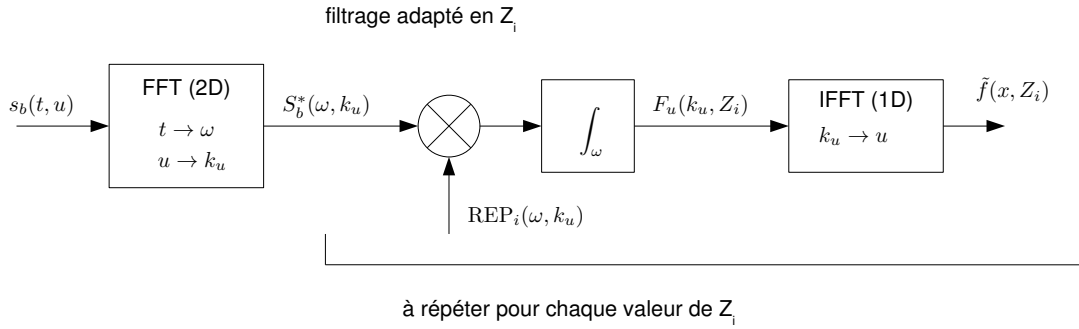 filtrage adapté en Z_i
s_b(t, u)
FFT (2D)
t → ω
u → k_u
S_b^*(ω, k_u)
∫_ω
F_u(k_u, Z_i)
IFFT (1D)
k_u → u
f̃(x, Z_i)
REP_i(ω, k_u)
à répéter pour chaque valeur de Z_i